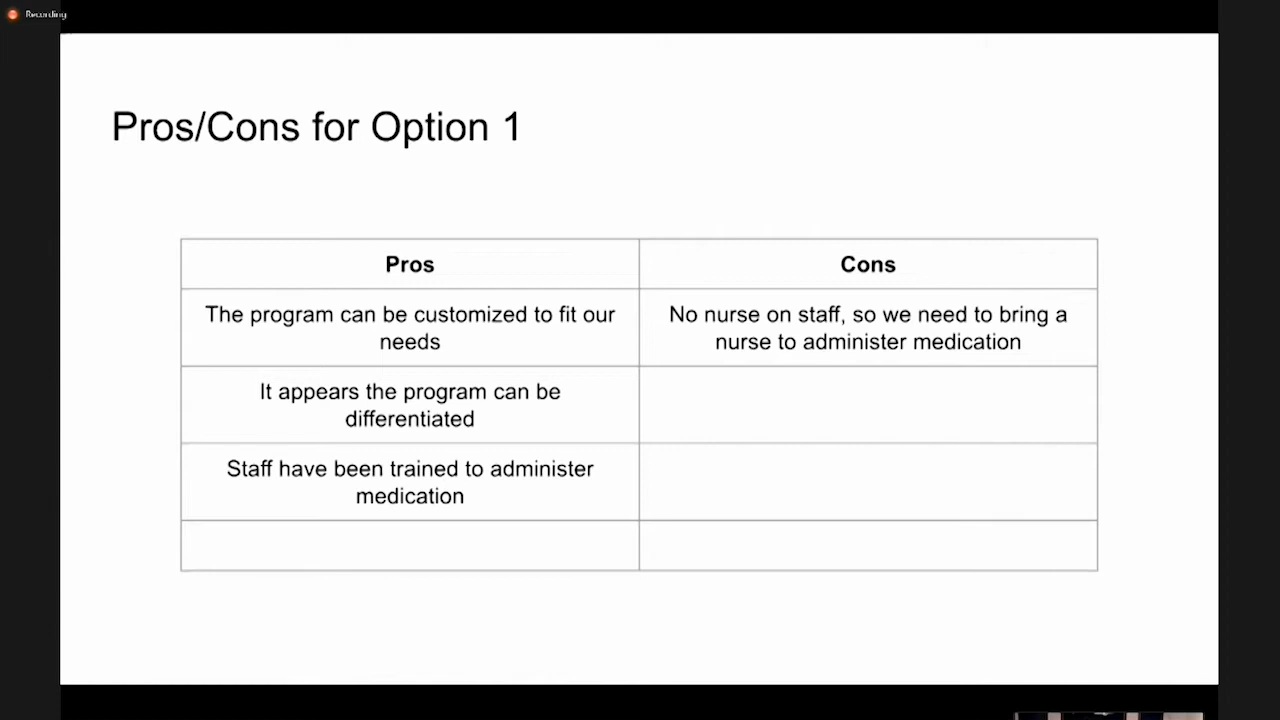 Recording
Pros/Cons for Option 1
Pros
Cons
The program can be customized to fit our
needs
No nurse on staff, so we need to bring a
nurse to administer medication
It appears the program can be
differentiated
Staff have been trained to administer
medication